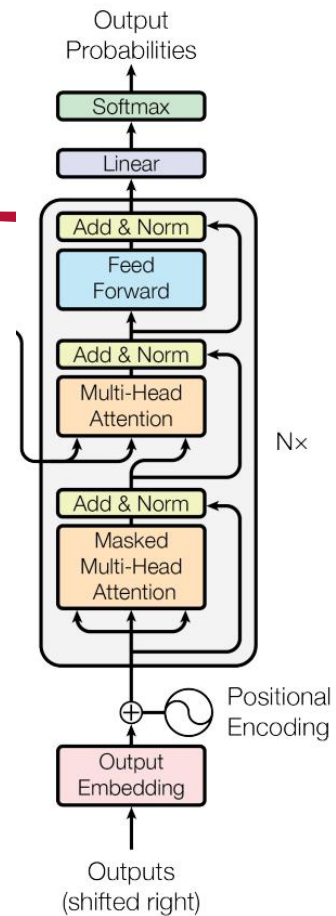 Output
Probabilities
Softmax
Linear
Add & Norm
Feed
Forward
Add & Norm
Multi-Head
Attention
N×
Add & Norm
Masked
Multi-Head
Attention
Positional
Encoding
Output
Embedding
Outputs
(shifted right)